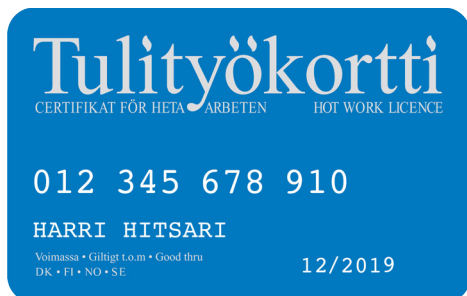 Tulityökortti
CERTIFIKAT FÖR HETA ARBETEN HOT WORK LICENCE
012 345 678 910
HARRI HITSARI
Voimassa • Giltigt t.o.m • Good thru
DK • FI • NO • SE
12/2019